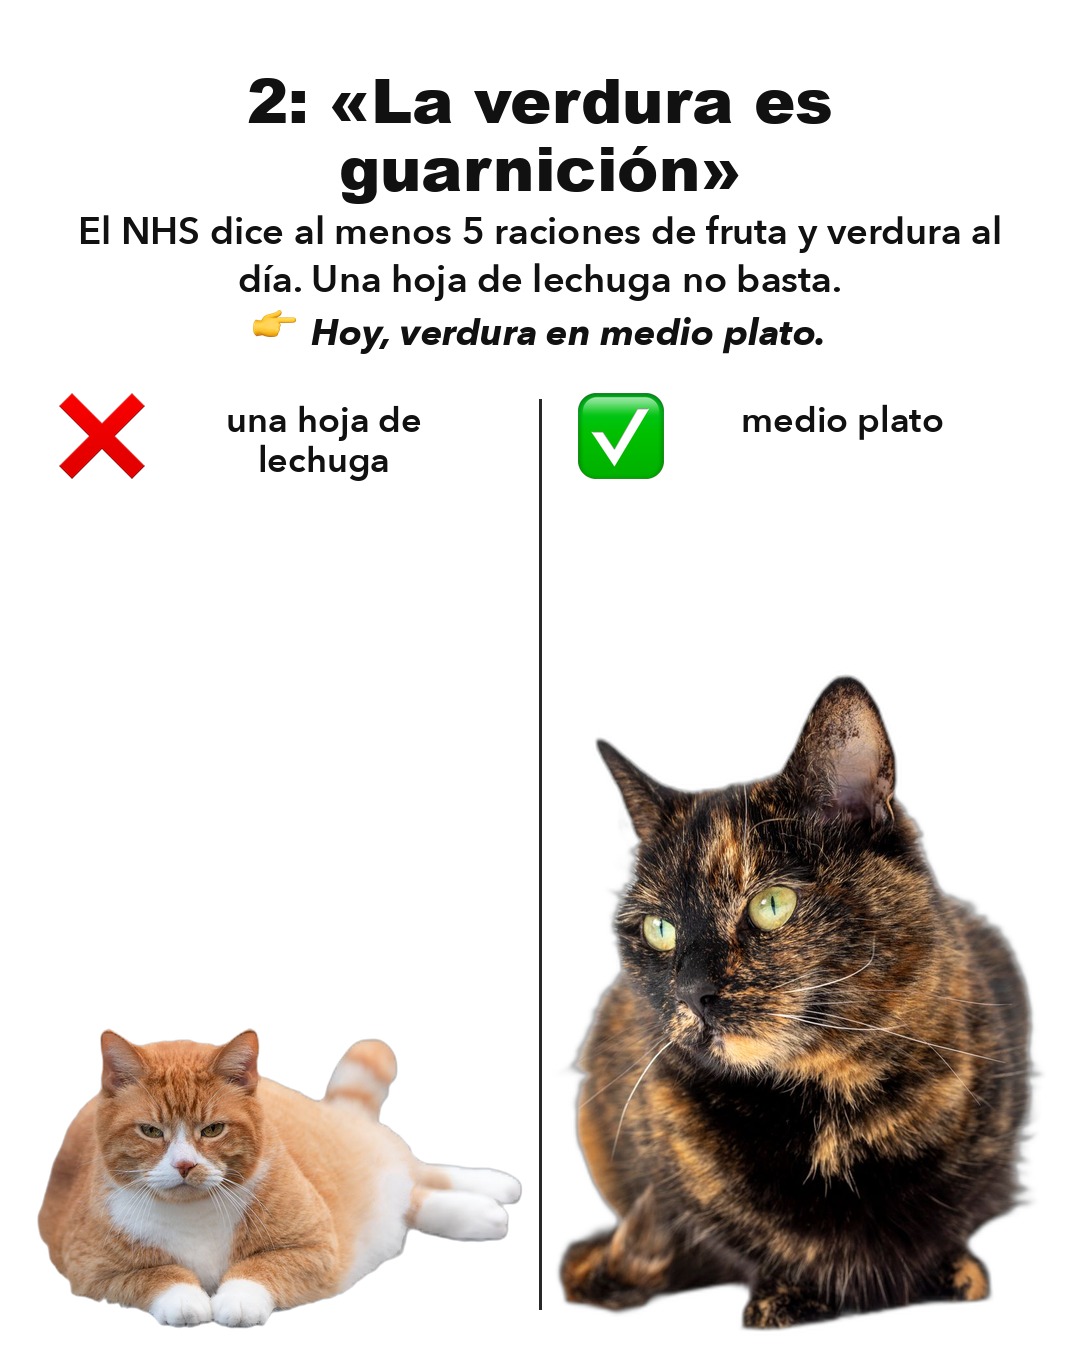 2: «La verdura es
guarnición»
El NHS dice al menos 5 raciones de fruta y verdura al
día. Una hoja de lechuga no basta.
👉 Hoy, verdura en medio plato.
❌ una hoja de
lechuga
✅ medio plato